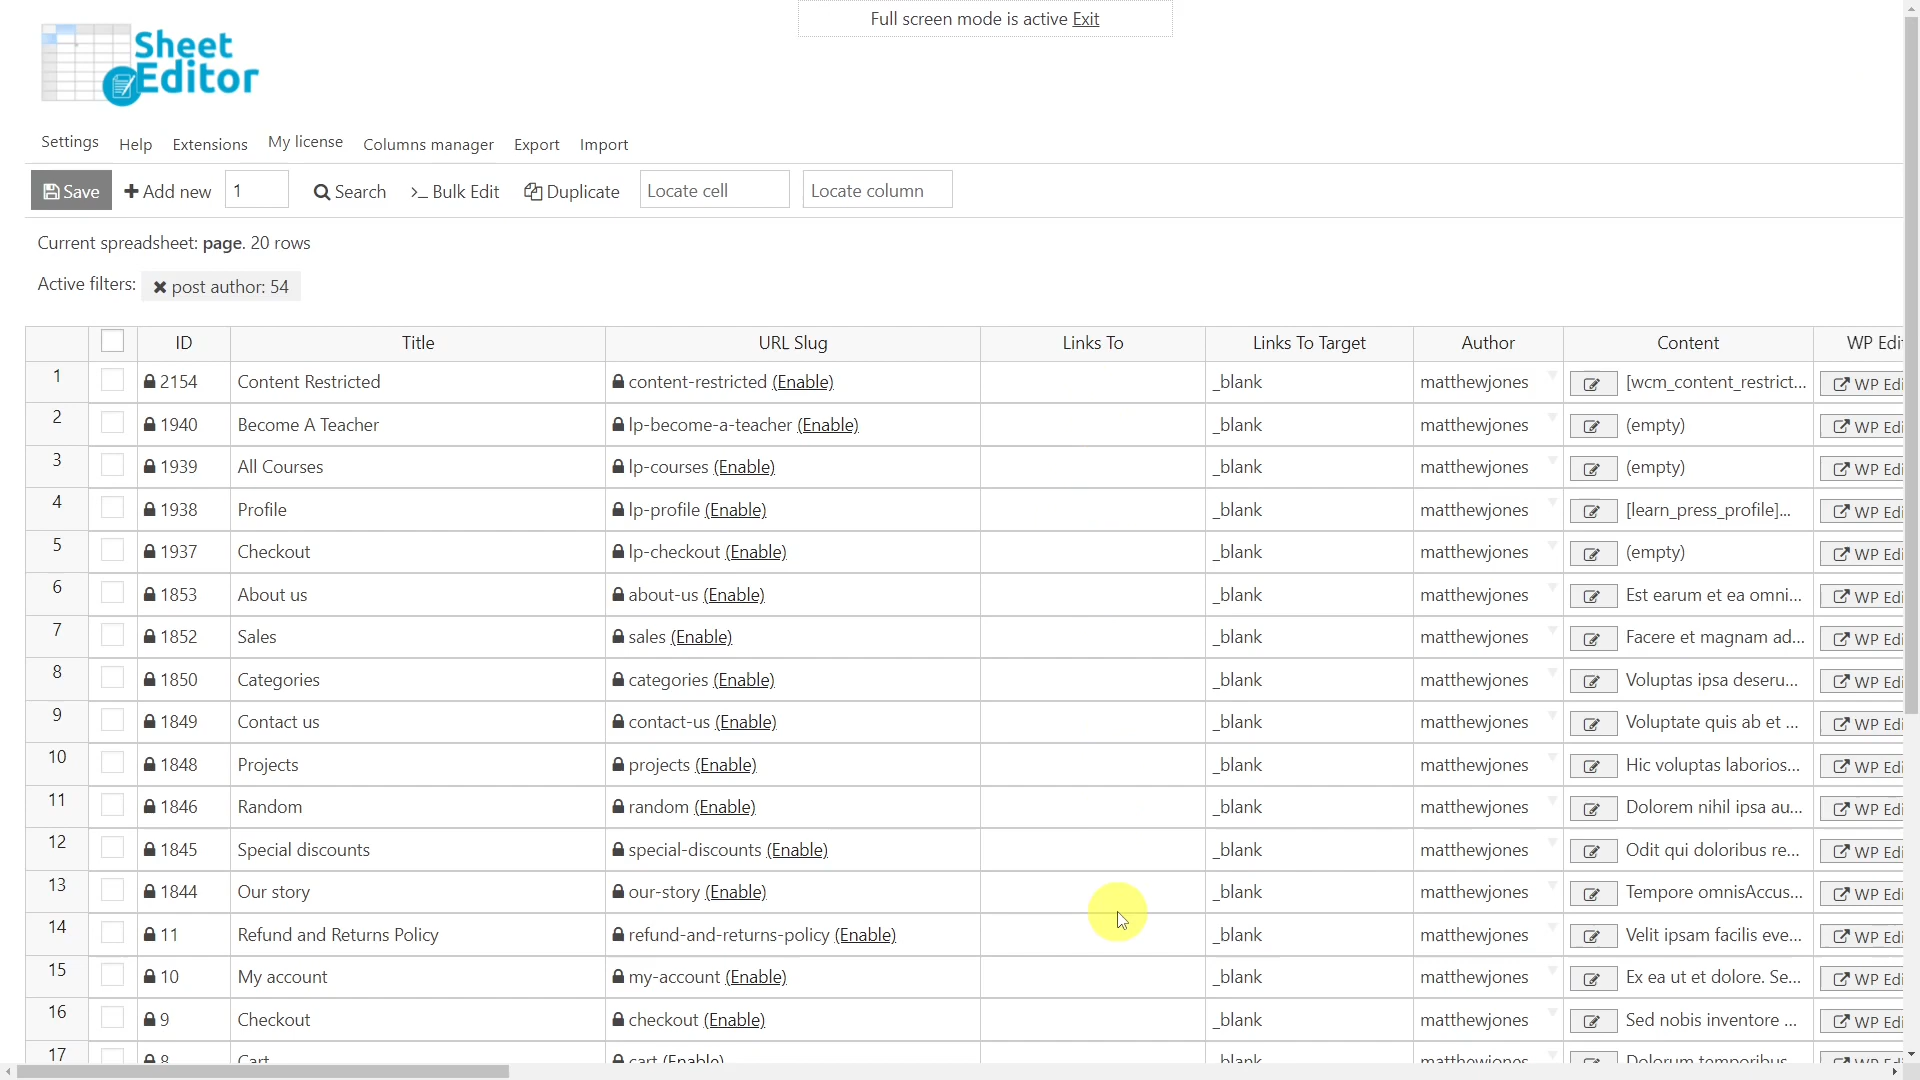 Full screen mode is active Exit
Sheet
Editor
Settings Help Extensions My license Columns manager Export Import
Save Add new 1 Search >_ Bulk Edit Duplicate Locate cell Locate column
Current spreadsheet: page. 20 rows
Active filters: ✖ post author: 54
ID Title URL Slug Links To Links To Target Author Content WP Edi
1 2154 Content Restricted content-restricted (Enable) _blank matthewjones [wcm_content_restrict... WP Edi
2 1940 Become A Teacher lp-become-a-teacher (Enable) _blank matthewjones (empty) WP Edi
3 1939 All Courses lp-courses (Enable) _blank matthewjones (empty) WP Edi
4 1938 Profile lp-profile (Enable) _blank matthewjones [learn_press_profile]... WP Edi
5 1937 Checkout lp-checkout (Enable) _blank matthewjones (empty) WP Edi
6 1853 About us about-us (Enable) _blank matthewjones Est earum et ea omni... WP Edi
7 1852 Sales sales (Enable) _blank matthewjones Facere et magnam ad... WP Edi
8 1850 Categories categories (Enable) _blank matthewjones Voluptas ipsa deseru... WP Edi
9 1849 Contact us contact-us (Enable) _blank matthewjones Voluptate quis ab et ... WP Edi
10 1848 Projects projects (Enable) _blank matthewjones Hic voluptas laborios... WP Edi
11 1846 Random random (Enable) _blank matthewjones Dolorem nihil ipsa au... WP Edi
12 1845 Special discounts special-discounts (Enable) _blank matthewjones Odit qui doloribus re... WP Edi
13 1844 Our story our-story (Enable) _blank matthewjones Tempore omnisAccus... WP Edi
14 11 Refund and Returns Policy refund-and-returns-policy (Enable) _blank matthewjones Velit ipsam facilis eve... WP Edi
15 10 My account my-account (Enable) _blank matthewjones Ex ea ut et dolore. Se... WP Edi
16 9 Checkout checkout (Enable) _blank matthewjones Sed nobis inventore ... WP Edi
17 8 Cart cart (Enable) _blank matthewjones Dolorum temporibus WP Edi